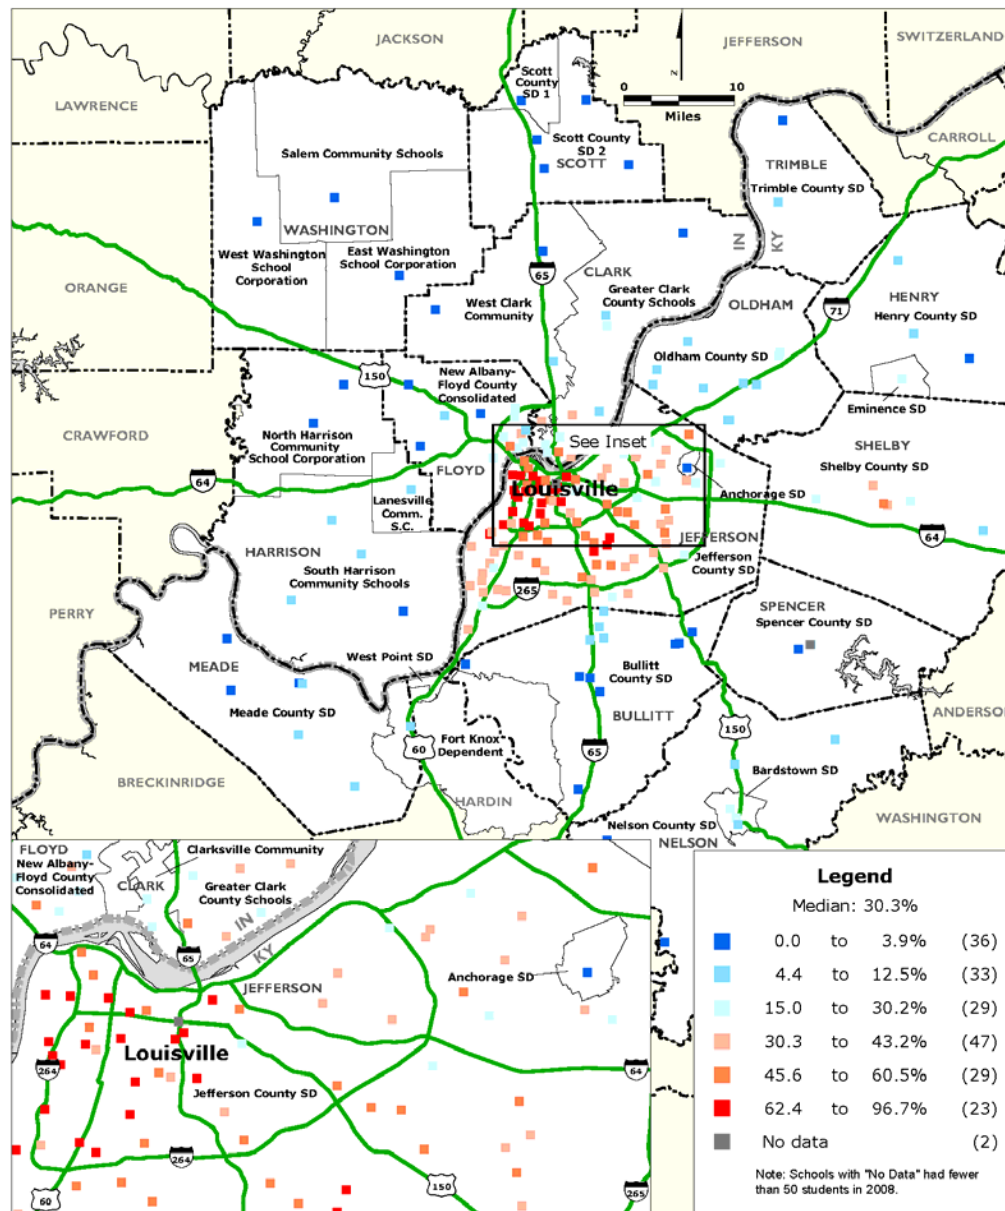 JACKSON
JEFFERSON
SWITZERLAND
LAWRENCE
Scott
County
SD 1
N
0
10
Miles
CARROLL
Scott County
SD 2
SCOTT
TRIMBLE
Trimble County SD
Salem Community Schools
WASHINGTON
West Washington
School
Corporation
East Washington
School Corporation
IN
KY
65
CLARK
Greater Clark
County Schools
West Clark
Community
ORANGE
OLDHAM
71
HENRY
Henry County SD
Oldham County SD
150
New Albany-
Floyd County
Consolidated
Eminence SD
CRAWFORD
North Harrison
Community
School Corporation
See Inset
SHELBY
Shelby County SD
64
FLOYD
Louisville
Anchorage SD
Lanesville
Comm.
S.C.
64
HARRISON
South Harrison
Community Schools
JEFFERSON
Jefferson
County SD
265
PERRY
SPENCER
Spencer County SD
MEADE
West Point SD
Bullitt
County SD
Meade County SD
BULLITT
ANDERSON
BRECKINRIDGE
60
Fort Knox
Dependent
65
150
Bardstown SD
HARDIN
WASHINGTON
Nelson County SD
NELSON
FLOYD
New Albany-
Floyd County
Consolidated
Clarksville Community
CLARK
Greater Clark
County Schools
IN
KY
64
65
JEFFERSON
Anchorage SD
Louisville
264
64
Jefferson County SD
264
60
150
265
Legend
Median: 30.3%
0.0 to 3.9% (36)
4.4 to 12.5% (33)
15.0 to 30.2% (29)
30.3 to 43.2% (47)
45.6 to 60.5% (29)
62.4 to 96.7% (23)
No data (2)
Note: Schools with "No Data" had fewer
than 50 students in 2008.